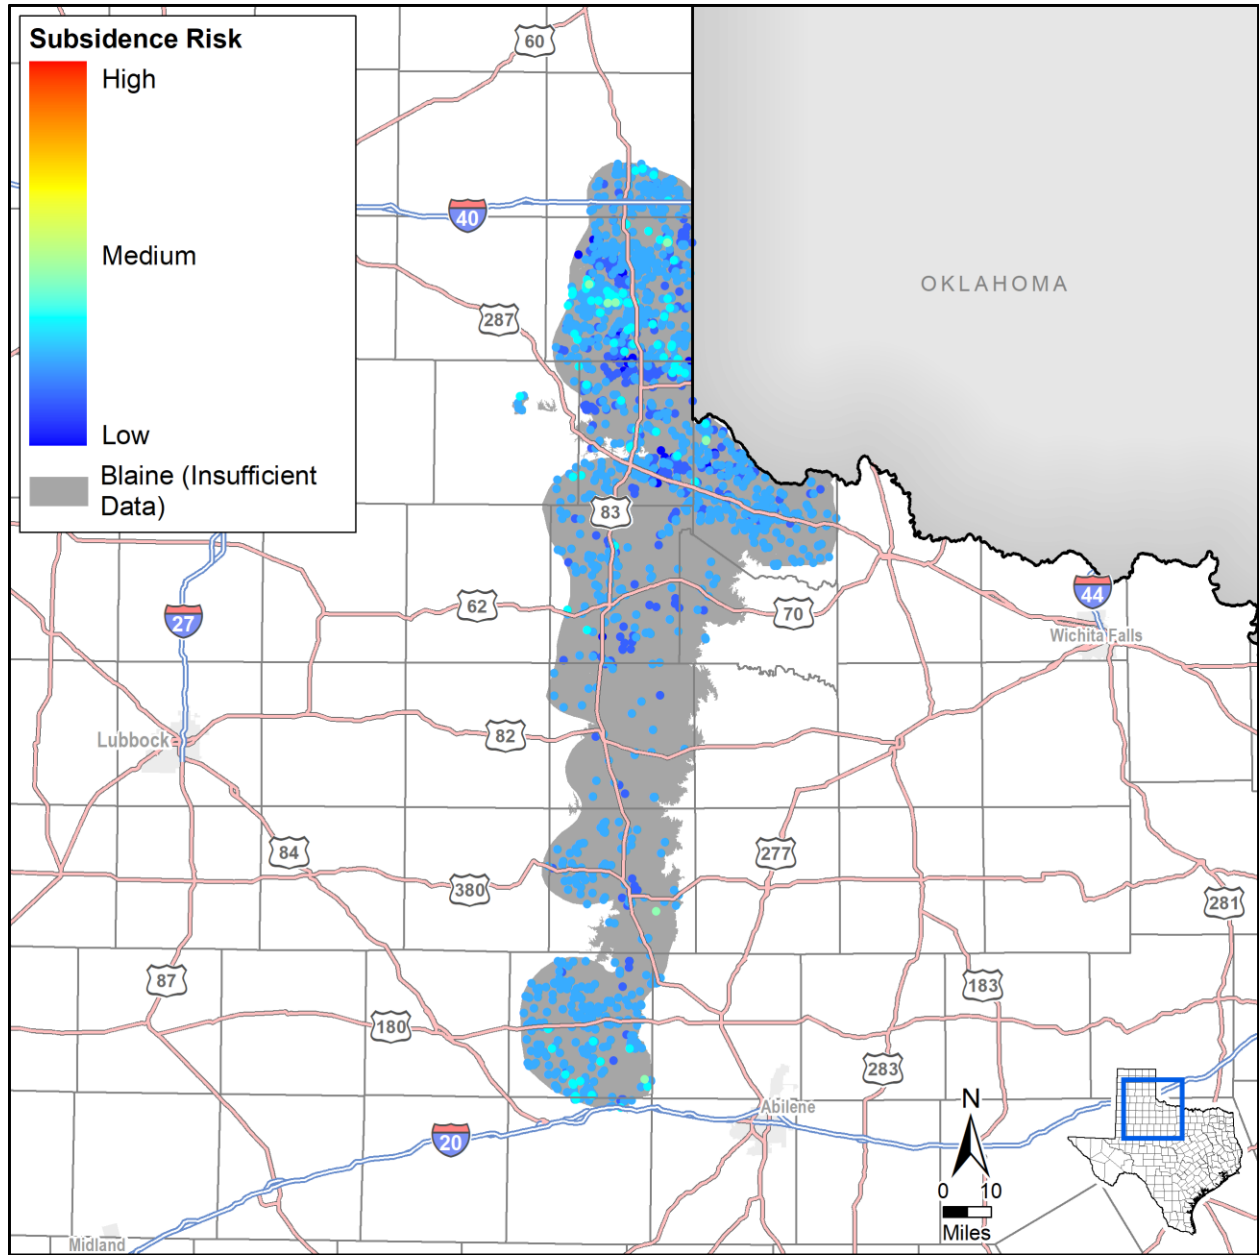 Subsidence Risk
High
Medium
Low
Blaine (Insufficient
Data)
60
40
OKLAHOMA
287
83
62
70
44
27
Wichita Falls
Lubbock
82
84
277
380
281
87
180
183
283
Abilene
N
20
0 10
Miles
Midland